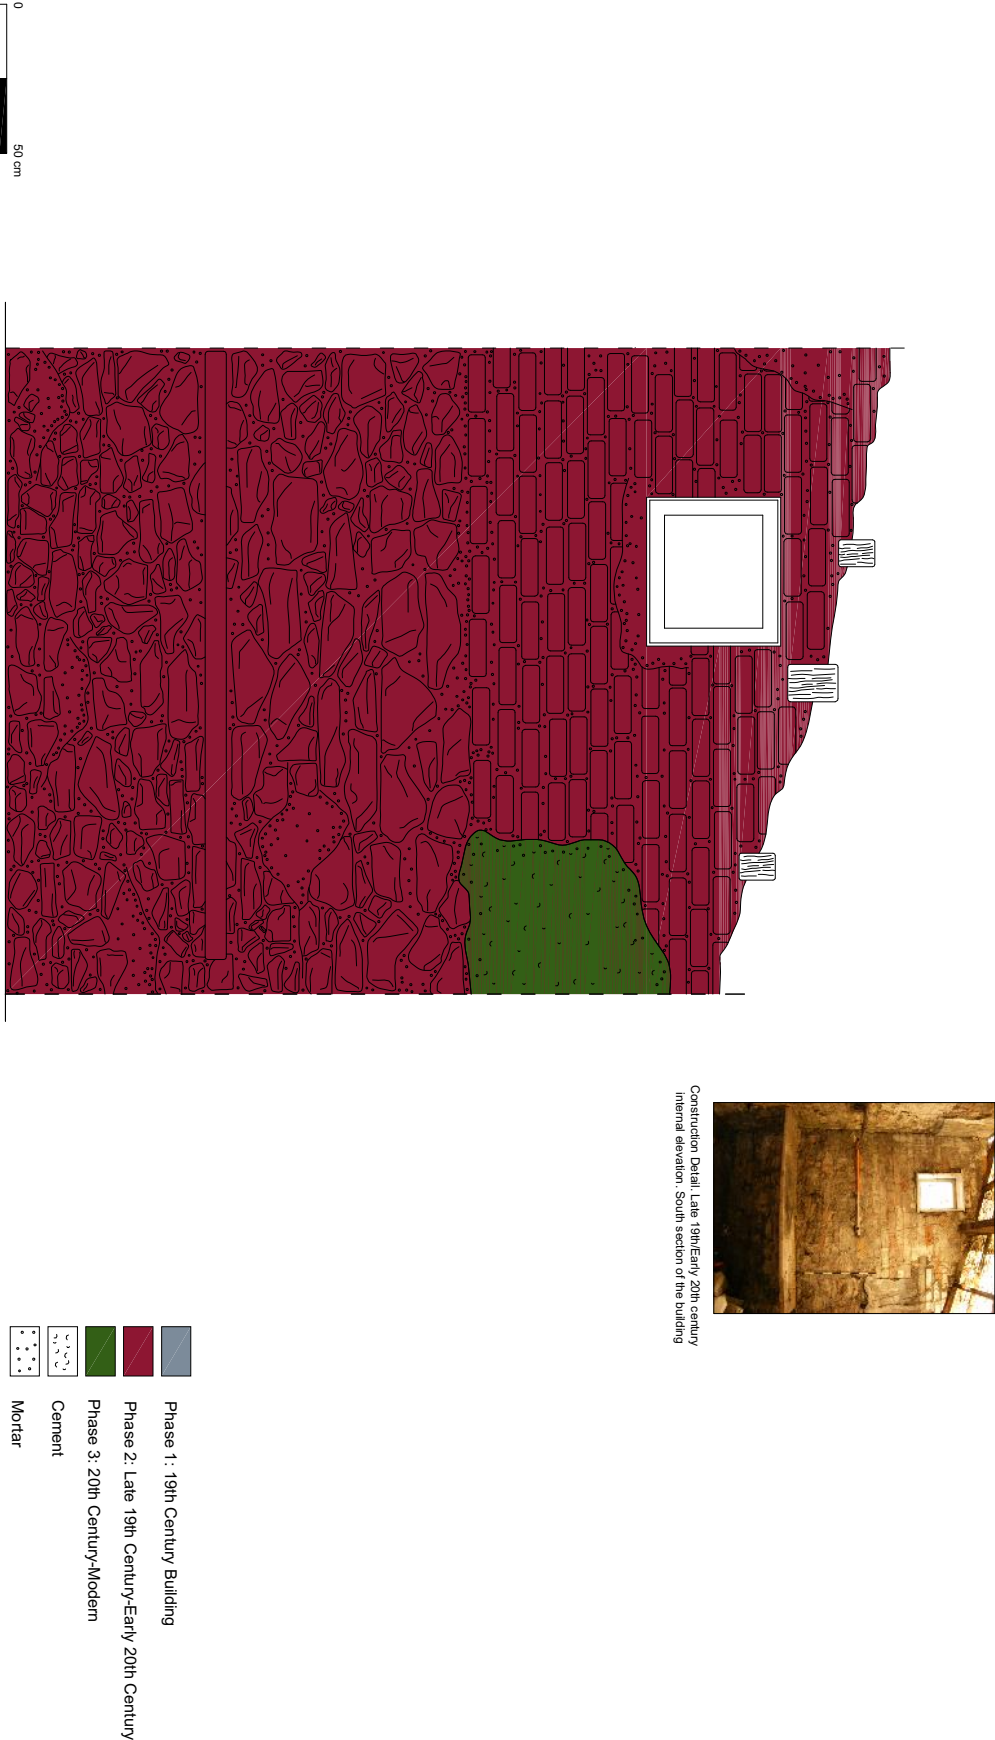 0
50 cm
Construction Detail. Late 19th/Early 20th century
internal elevation. South section of the building
Phase 1: 19th Century Building
Phase 2: Late 19th Century-Early 20th Century
Phase 3: 20th Century-Modern
Cement
Mortar